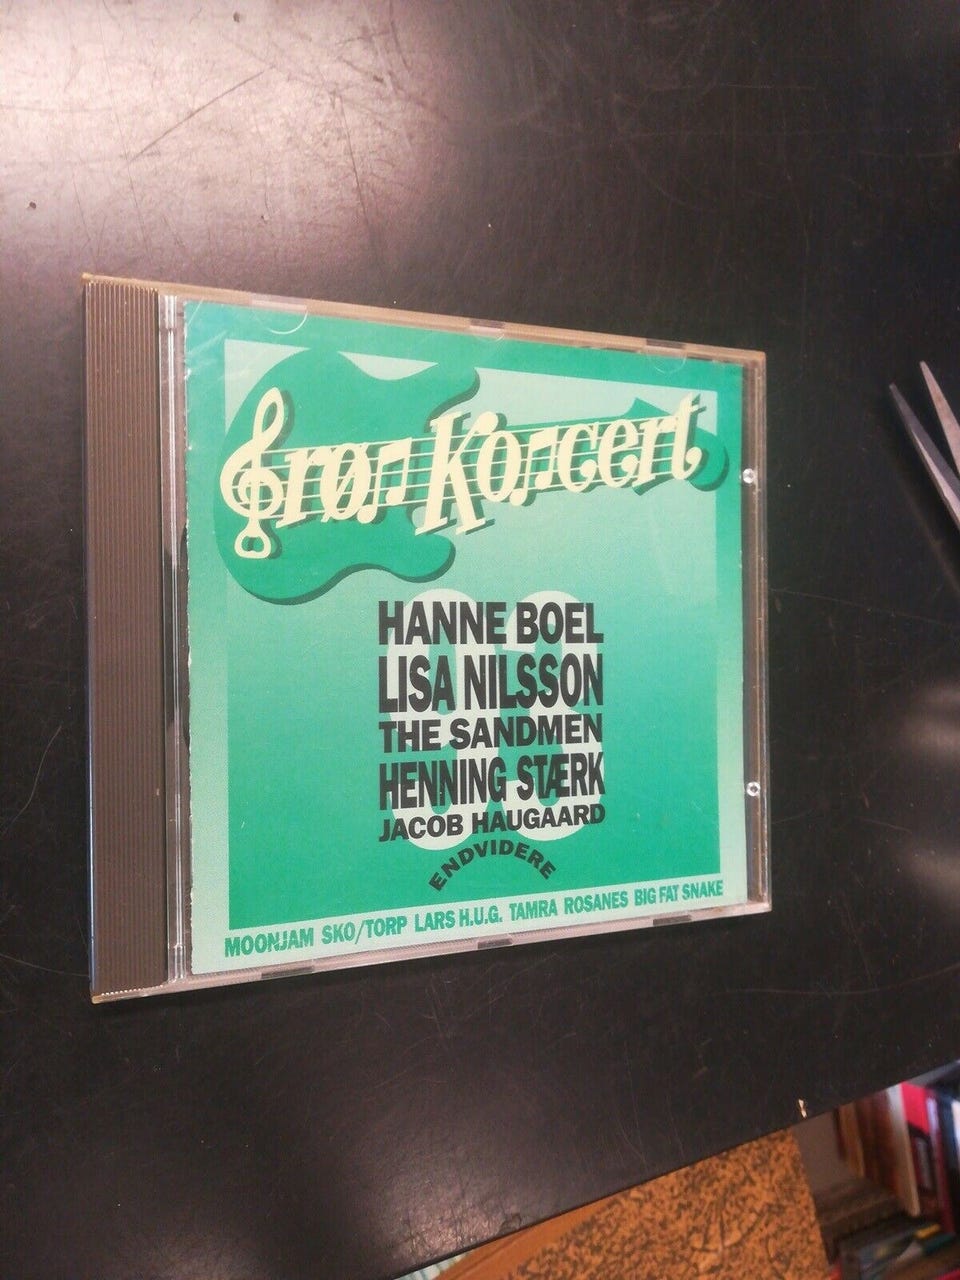 Grøn Koncert
93
HANNE BOEL
LISA NILSSON
THE SANDMEN
HENNING STÆRK
JACOB HAUGAARD
ENDVIDERE
MOONJAM SKO/TORP LARS H.U.G. TAMRA ROSANES BIG FAT SNAKE